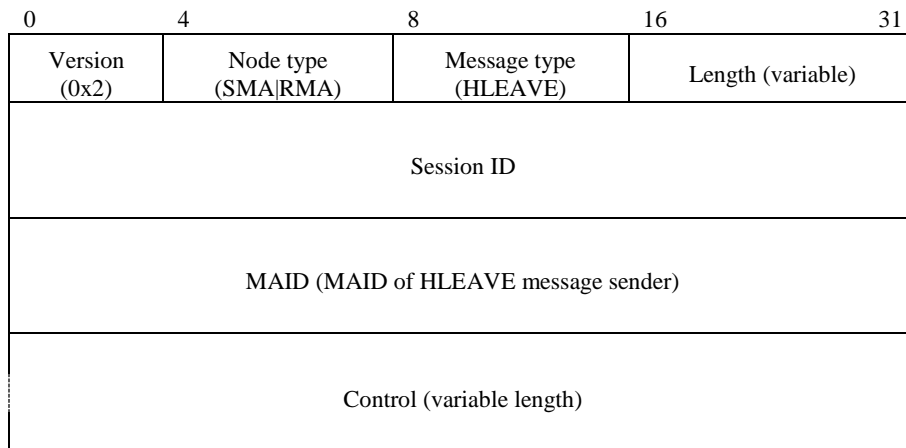 0 4 8 16 31
Version Node type Message type Length (variable)
(0x2) (SMA|RMA) (HLEAVE)
Session ID
MAID (MAID of HLEAVE message sender)
Control (variable length)